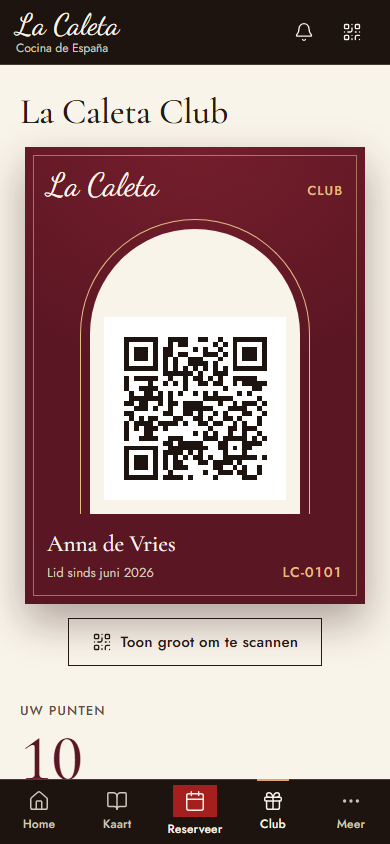 La Caleta
Cocina de España
La Caleta Club
La Caleta
CLUB
Anna de Vries
Lid sinds juni 2026
LC-0101
Toon groot om te scannen
UW PUNTEN
10
Home
Kaart
Reserveer
Club
Meer